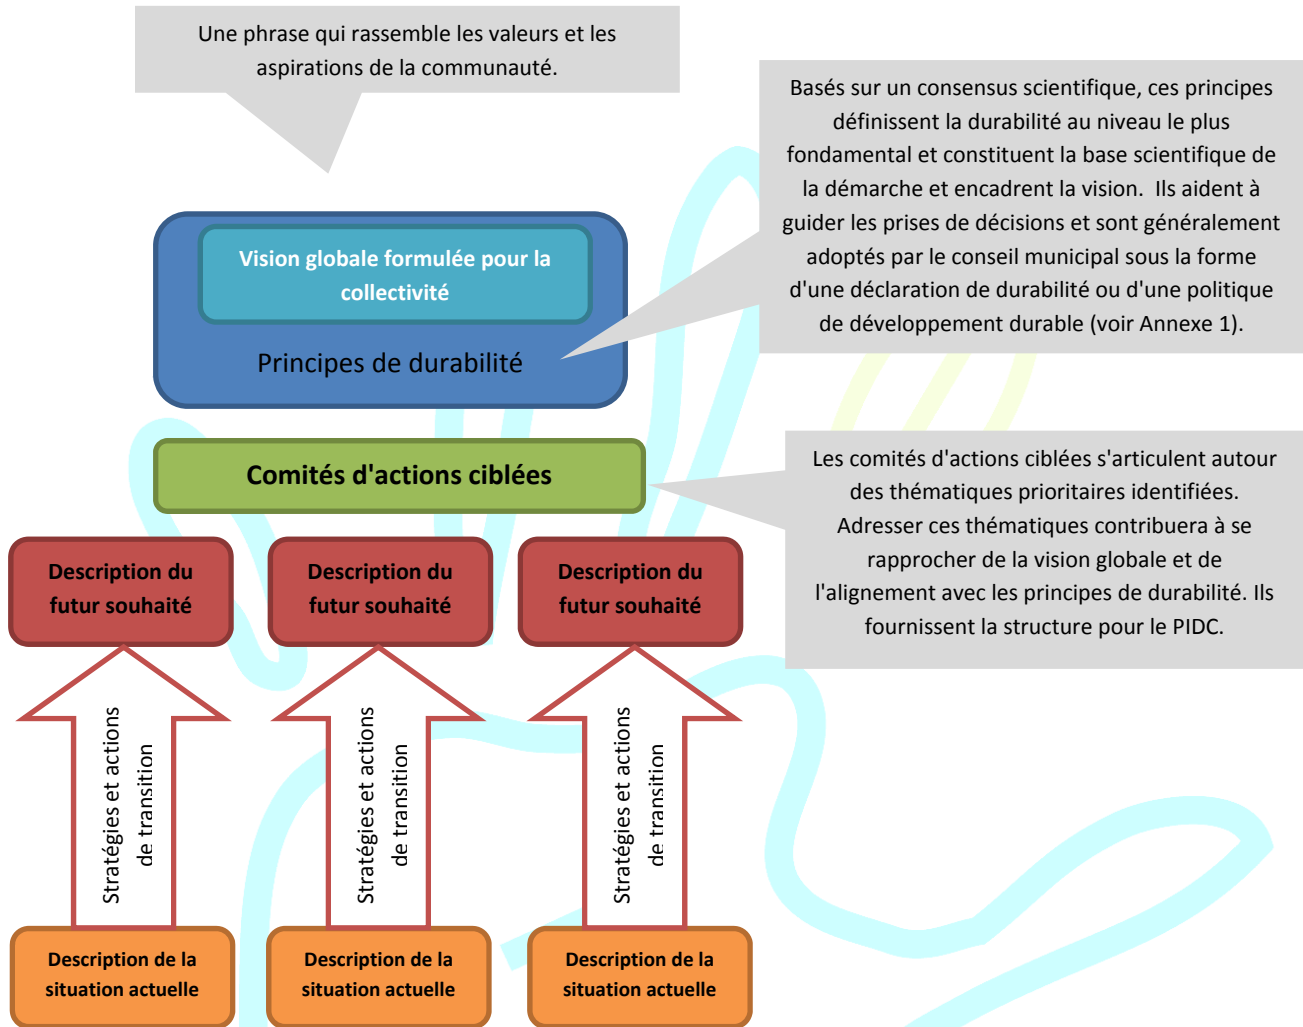 Une phrase qui rassemble les valeurs et les
aspirations de la communauté.
Basés sur un consensus scientifique, ces principes
définissent la durabilité au niveau le plus
fondamental et constituent la base scientifique de
la démarche et encadrent la vision.  Ils aident à
guider les prises de décisions et sont généralement
adoptés par le conseil municipal sous la forme
d'une déclaration de durabilité ou d'une politique
de développement durable (voir Annexe 1).
Vision globale formulée pour la
collectivité
Principes de durabilité
Comités d'actions ciblées
Les comités d'actions ciblées s'articulent autour
des thématiques prioritaires identifiées.
Adresser ces thématiques contribuera à se
rapprocher de la vision globale et de
l'alignement avec les principes de durabilité. Ils
fournissent la structure pour le PIDC.
Description du
futur souhaité
Description du
futur souhaité
Description du
futur souhaité
Stratégies et actions
de transition
Stratégies et actions
de transition
Stratégies et actions
de transition
Description de la
situation actuelle
Description de la
situation actuelle
Description de la
situation actuelle